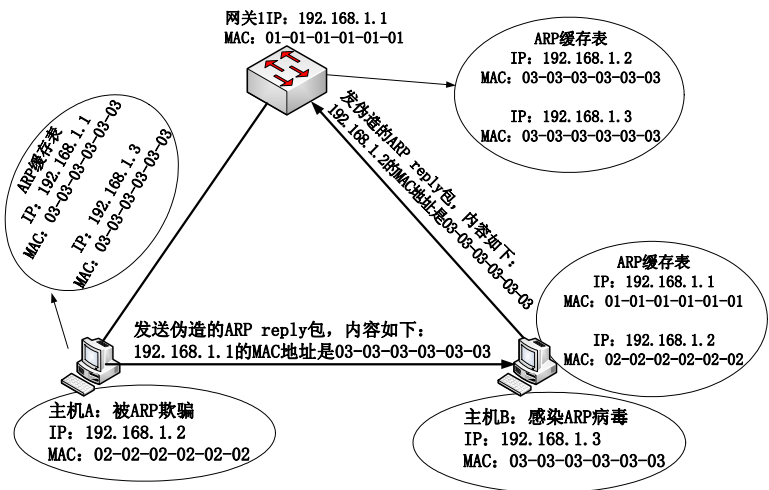 网关1IP：192.168.1.1
MAC：01-01-01-01-01-01
ARP缓存表
IP：192.168.1.2
MAC：03-03-03-03-03-03
IP：192.168.1.3
MAC：03-03-03-03-03-03
ARP缓存表
IP：192.168.1.1
MAC：03-03-03-03-03-03
IP：192.168.1.3
MAC：03-03-03-03-03-03
发伪造的ARP reply包，内容如下：
192.168.1.2的MAC地址是03-03-03-03-03-03
ARP缓存表
IP：192.168.1.1
MAC：01-01-01-01-01-01
IP：192.168.1.2
MAC：02-02-02-02-02-02
发送伪造的ARP reply包，内容如下：
192.168.1.1的MAC地址是03-03-03-03-03-03
主机A：被ARP欺骗
IP：192.168.1.2
MAC：02-02-02-02-02-02
主机B：感染ARP病毒
IP：192.168.1.3
MAC：03-03-03-03-03-03